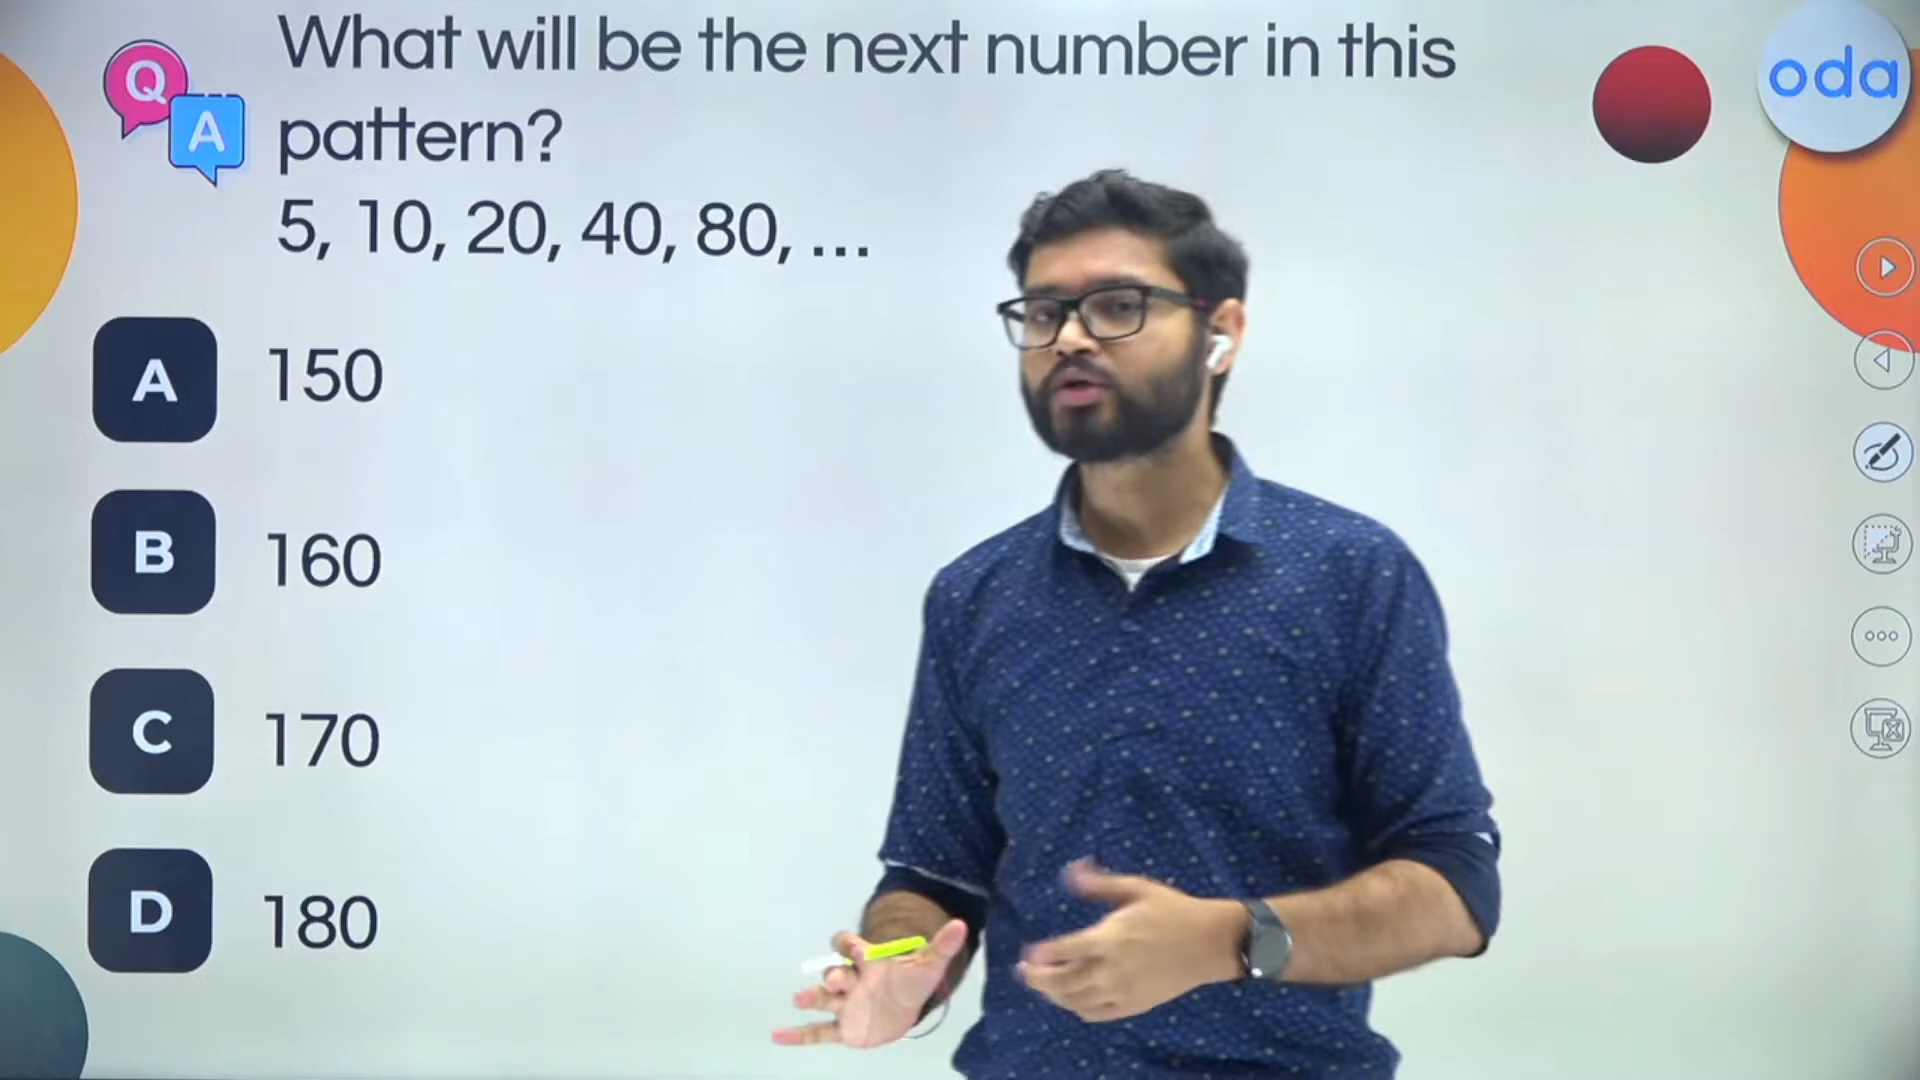 What will be the next number in this
oda
Q
A
pattern?
5, 10, 20, 40, 80, ...
A 150
B 160
C 170
D 180